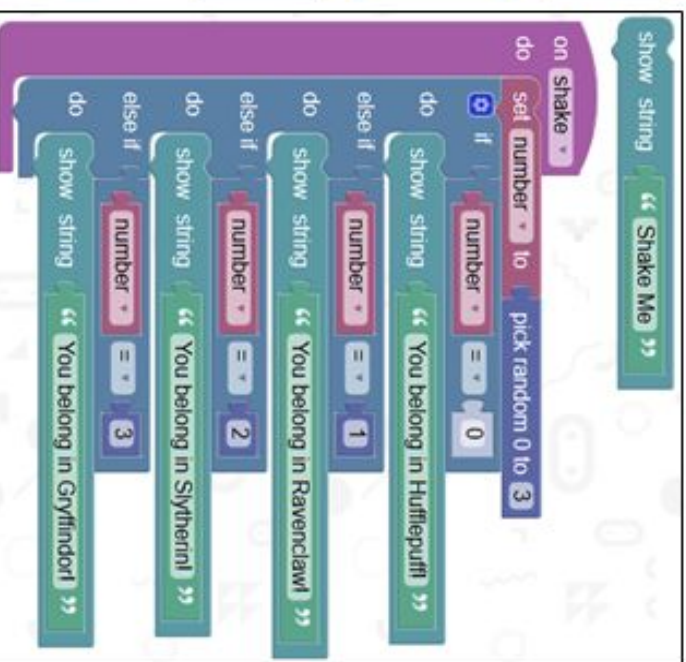 show string “ Shake Me ”
on shake
do set number to pick random 0 to 3
if number = 0
do show string “ You belong in Hufflepuff! ”
else if number = 1
do show string “ You belong in Ravenclaw! ”
else if number = 2
do show string “ You belong in Slytherin! ”
else if number = 3
do show string “ You belong in Gryffindor! ”